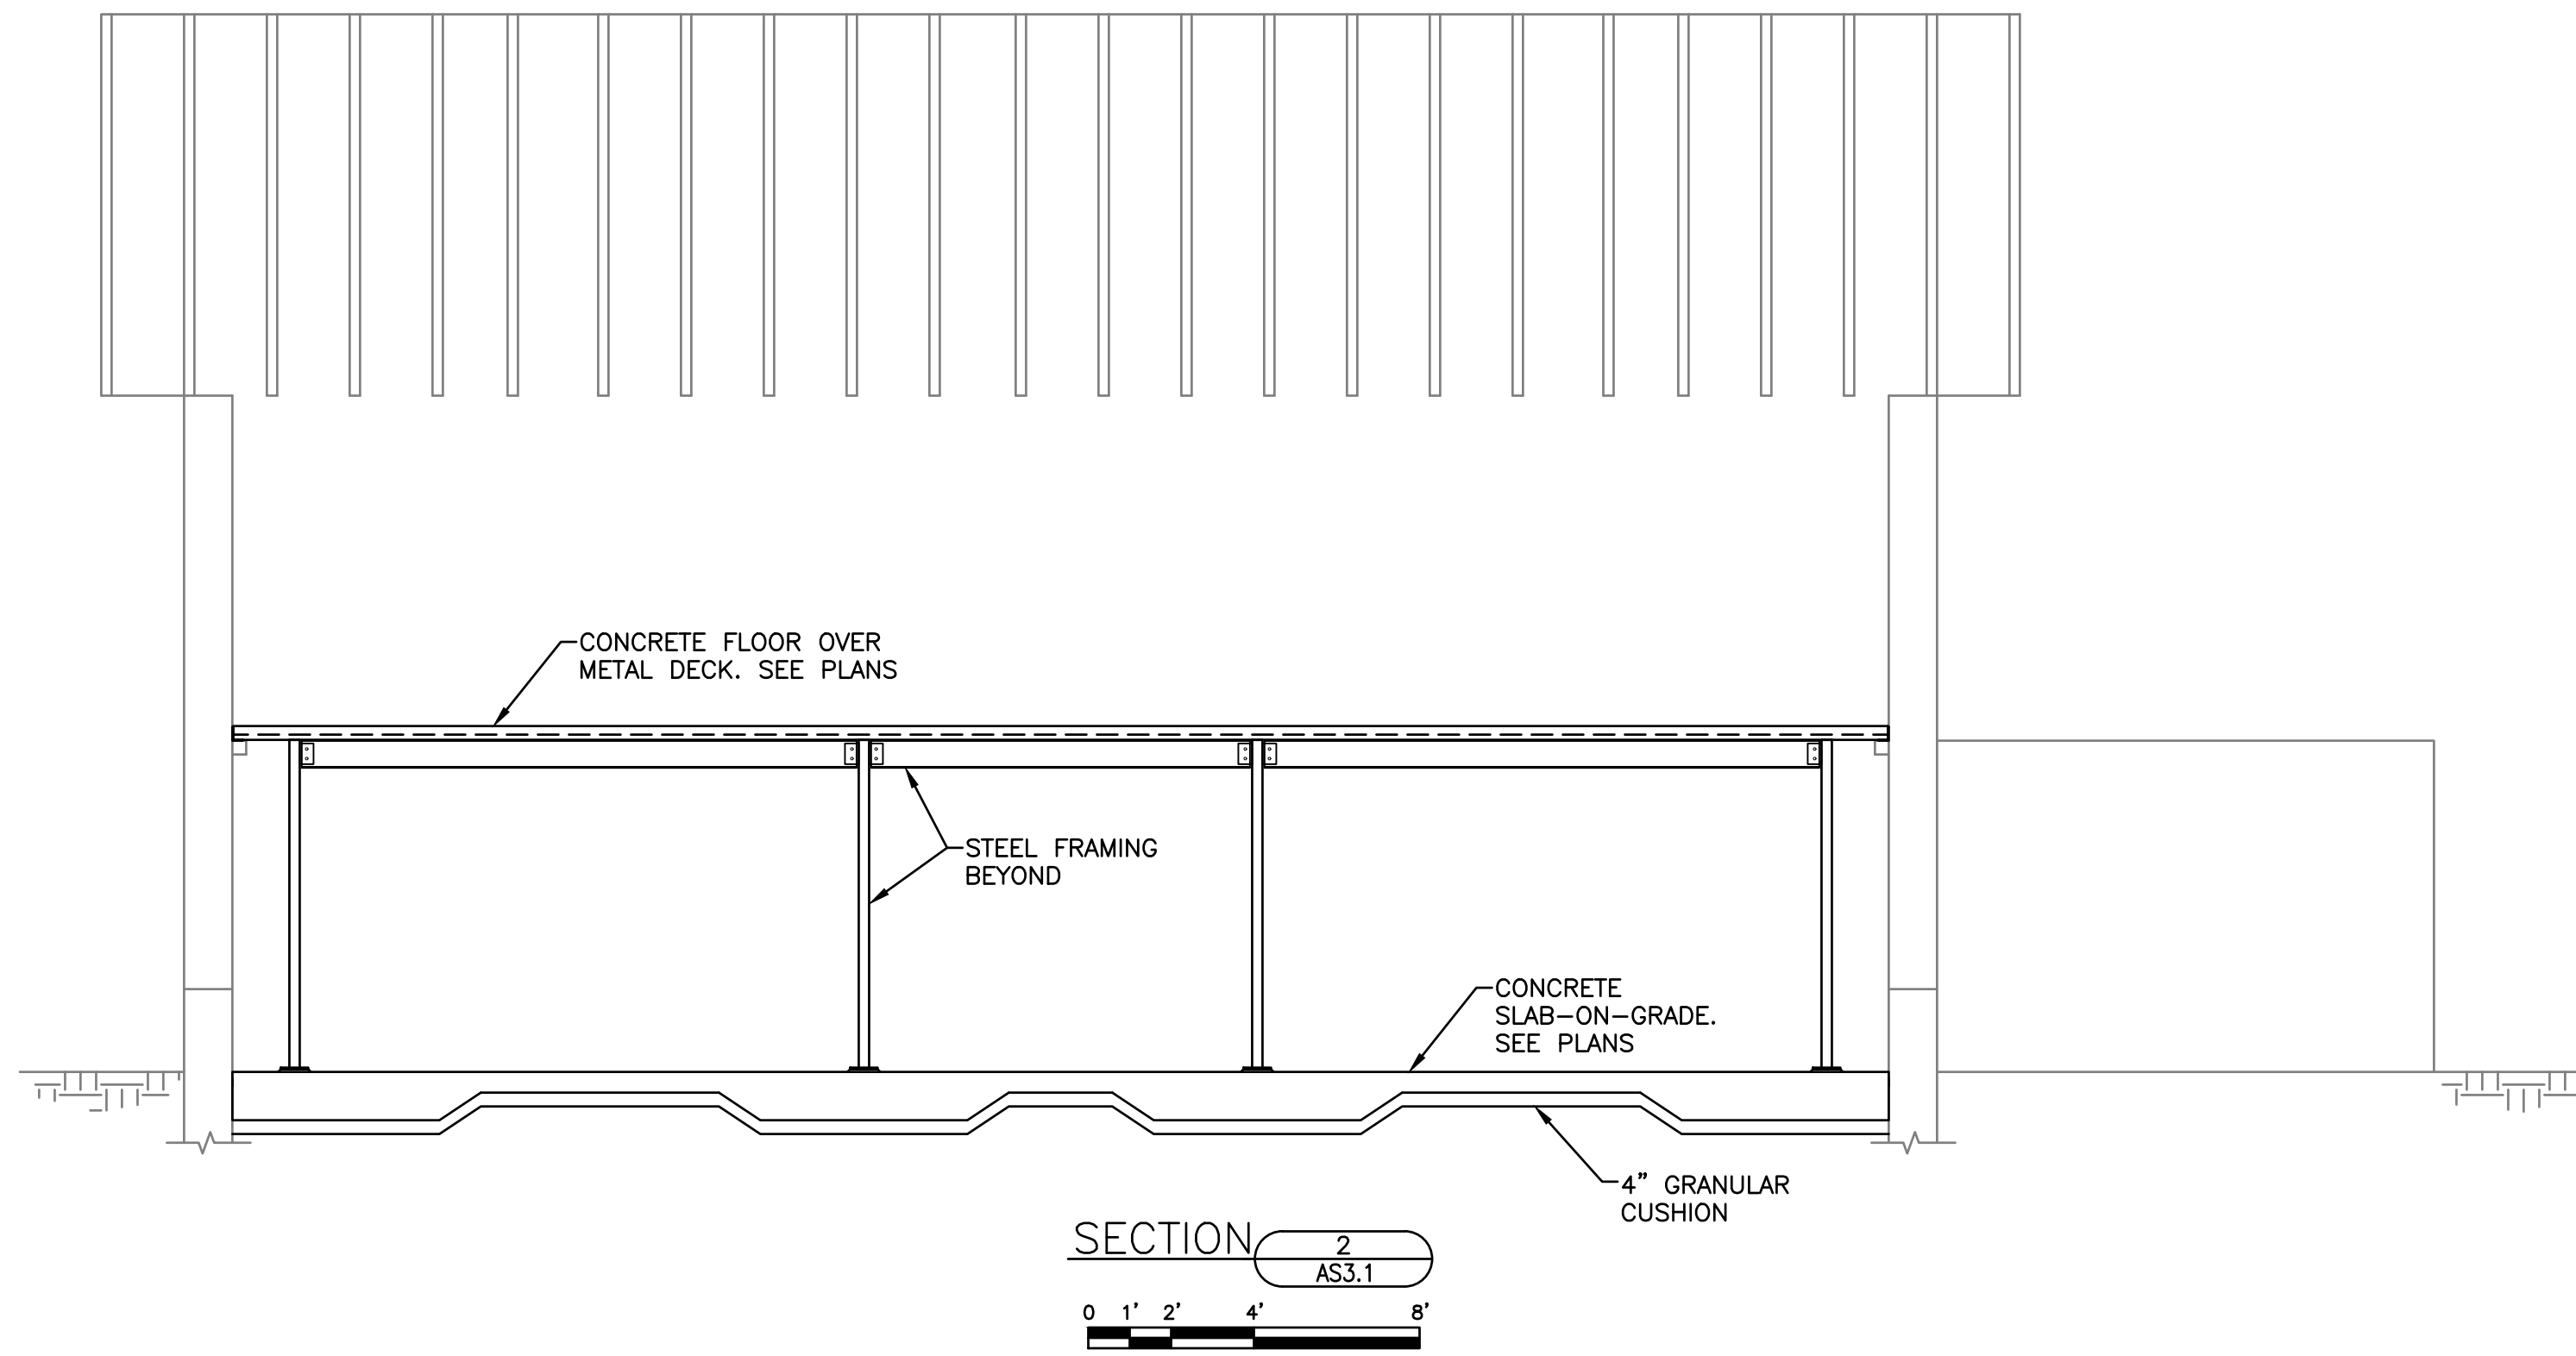 CONCRETE FLOOR OVER
METAL DECK. SEE PLANS
STEEL FRAMING
BEYOND
CONCRETE
SLAB-ON-GRADE.
SEE PLANS
4" GRANULAR
CUSHION
SECTION
2
AS3.1
0 1' 2' 4' 8'